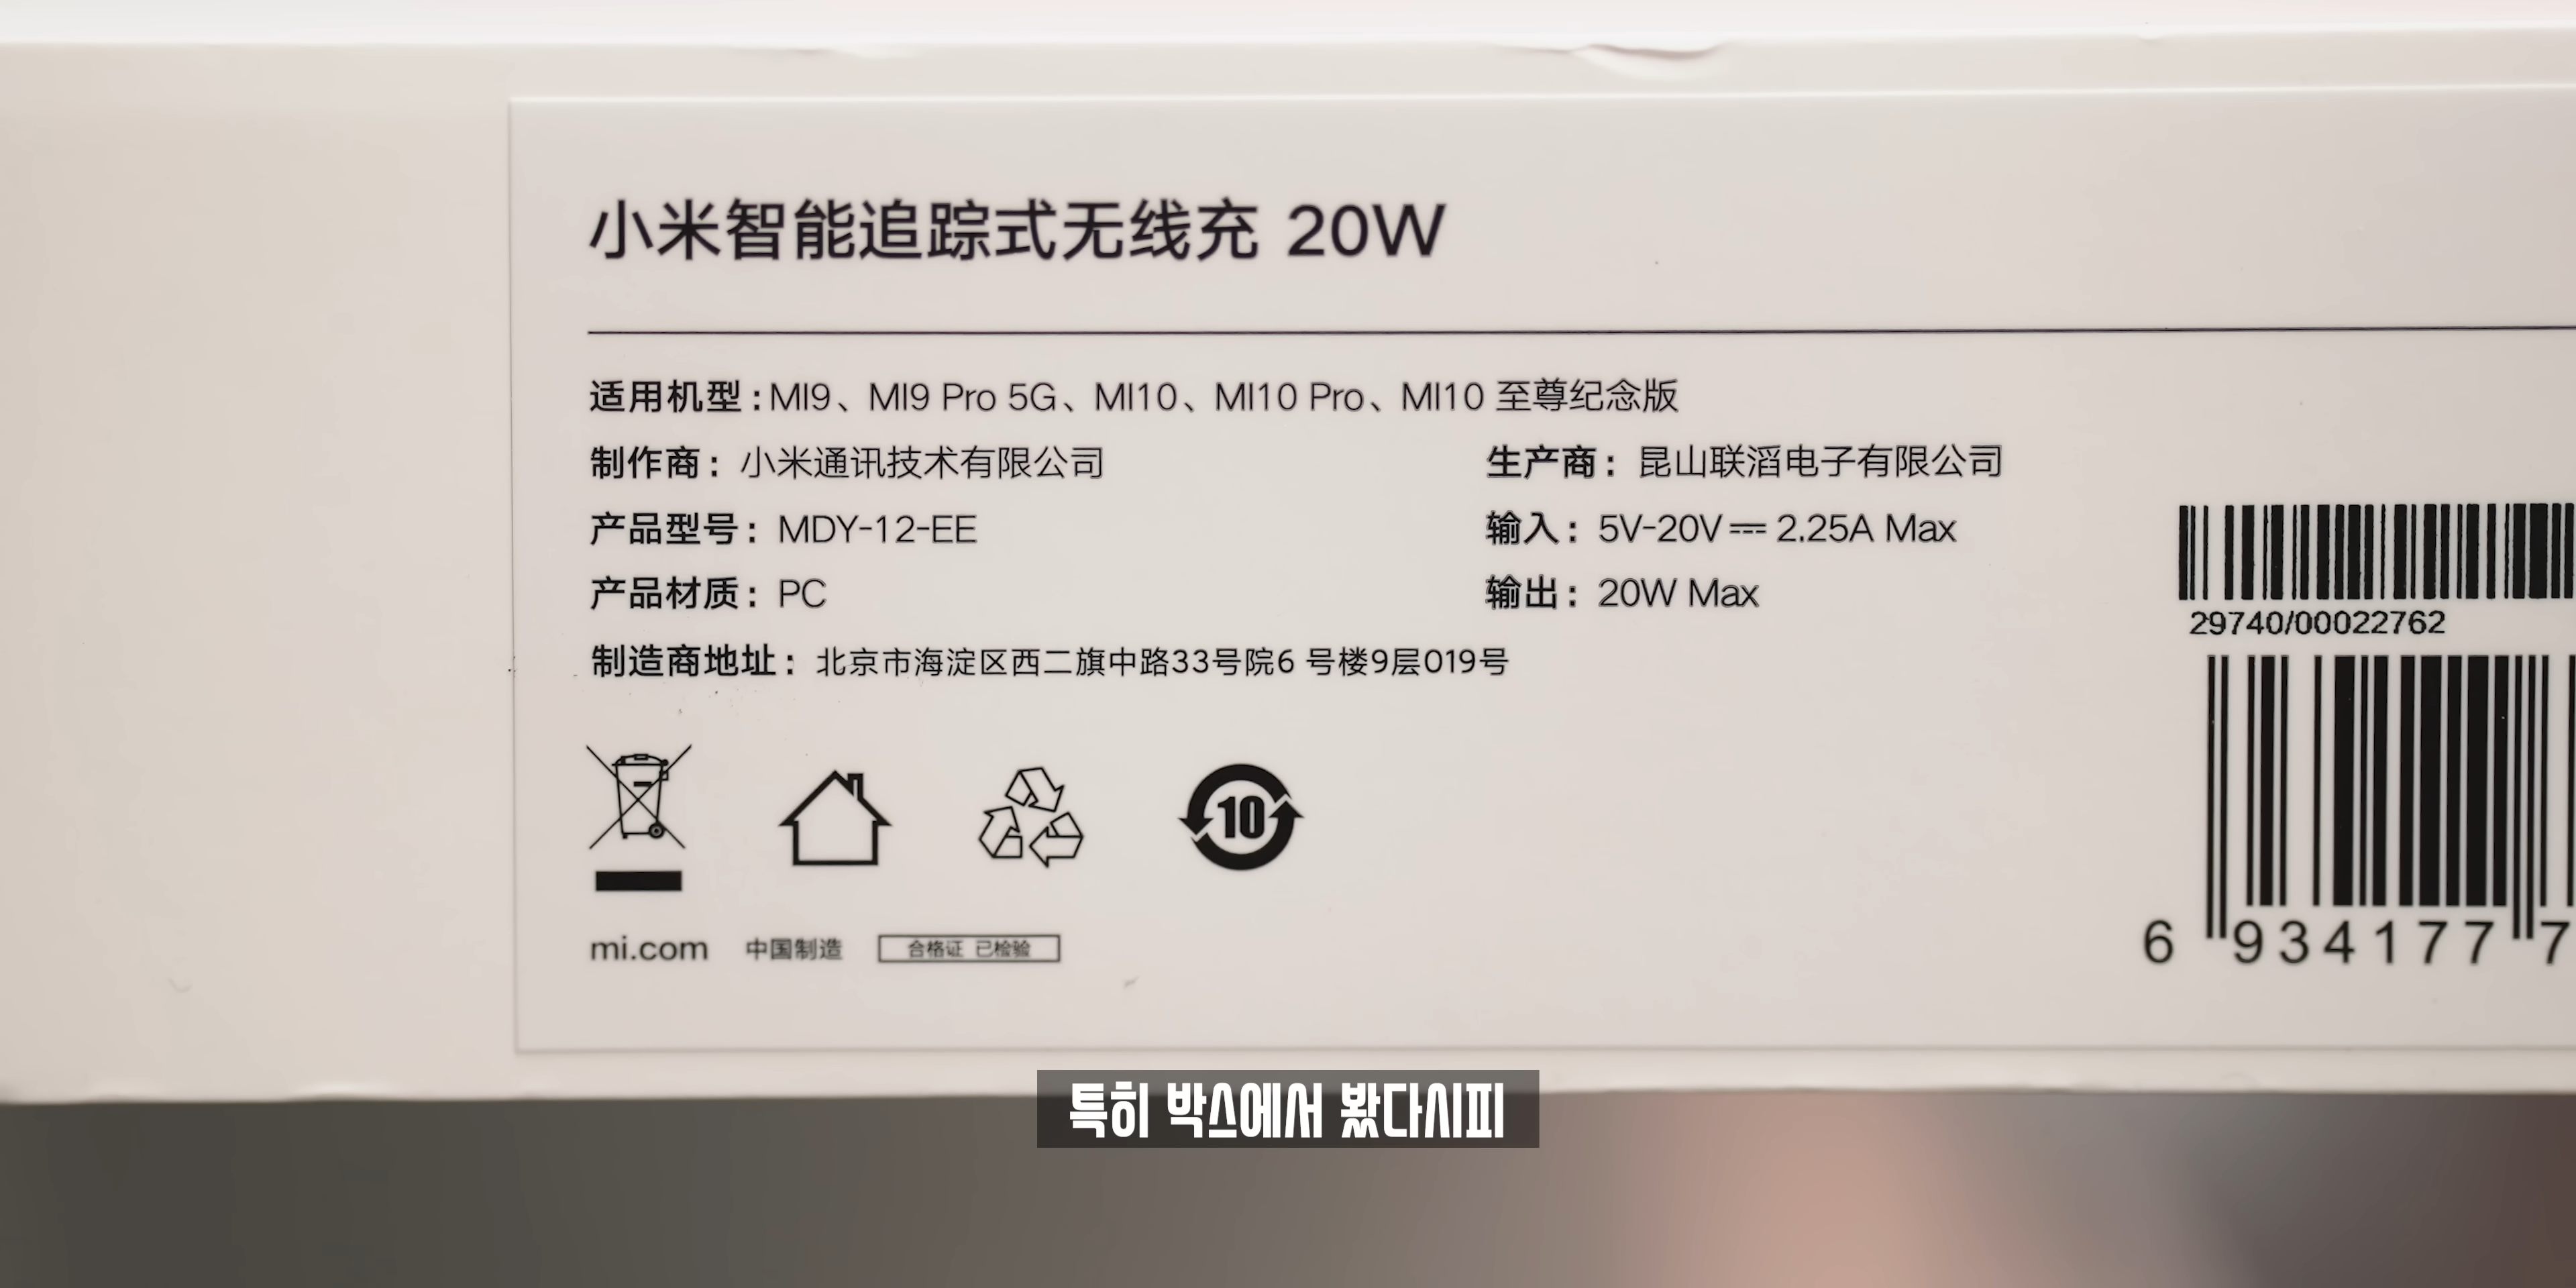 小米智能追踪式无线充 20W
适用机型:MI9、MI9 Pro 5G、MI10、MI10 Pro、MI10 至尊纪念版
制作商：小米通讯技术有限公司
生产商：昆山联滔电子有限公司
产品型号：MDY-12-EE
输入：5V-20V⎓2.25A Max
产品材质：PC
输出：20W Max
制造商地址：北京市海淀区西二旗中路33号院6 号楼9层019号
10
29740/00022762
6 934177 7
mi.com 中国制造 合格证 已检验
특히 박스에서 봤다시피